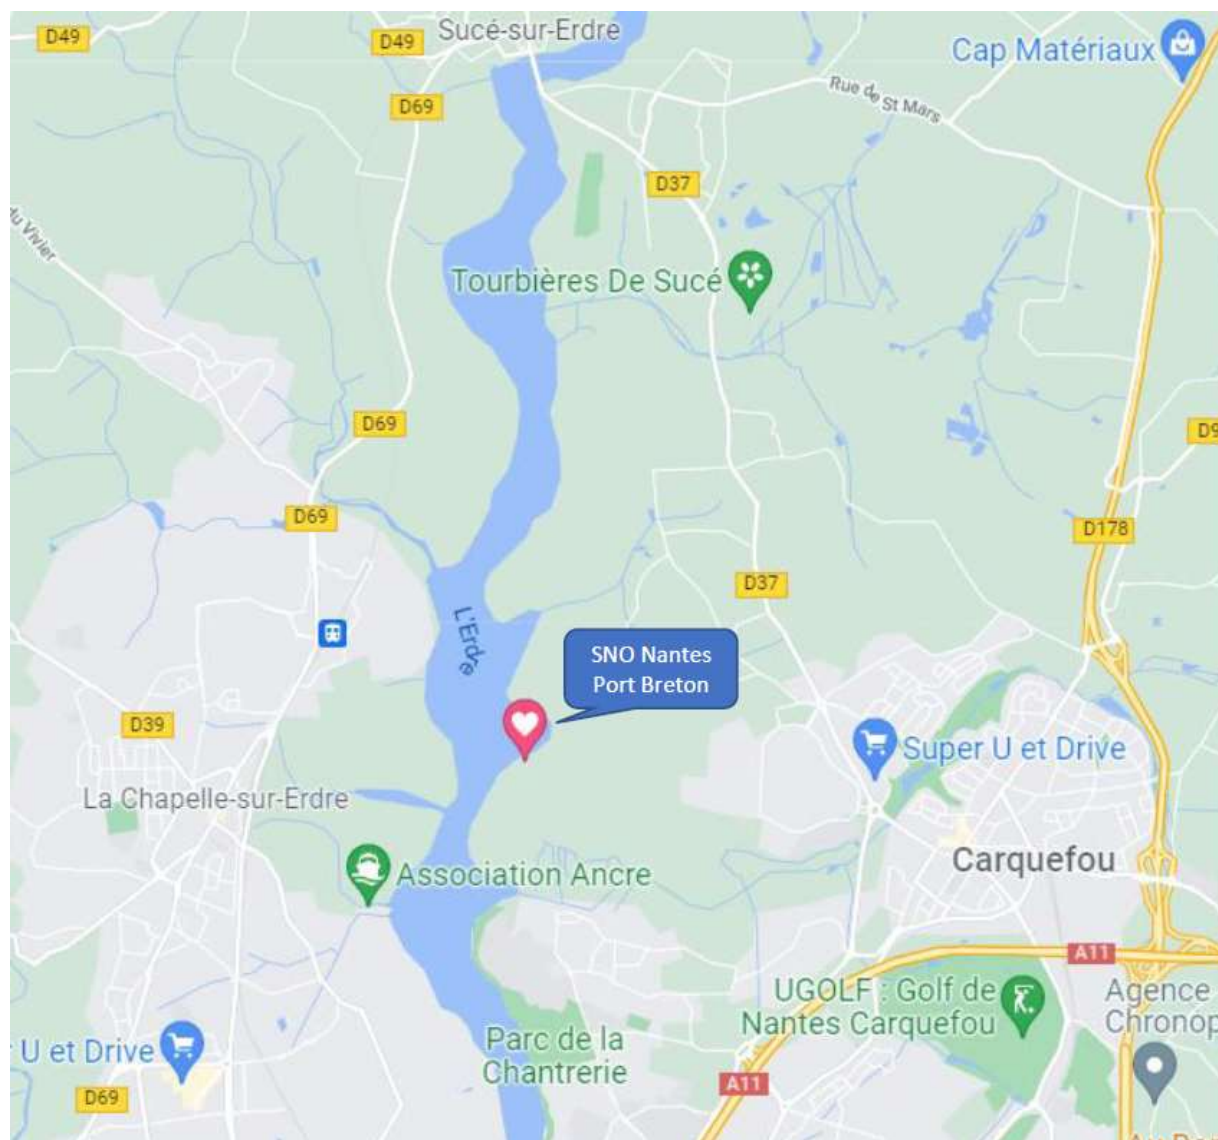 Sucé-sur-Erdre
D49
D49
Cap Matériaux
D69
Rue de St Mars
D37
du Vivier
Tourbières De Sucé
D69
D69
D178
D37
L'Erdre
SNO Nantes
Port Breton
D39
Super U et Drive
La Chapelle-sur-Erdre
Carquefou
Association Ancre
A11
UGOLF : Golf de
Nantes Carquefou
Agence
Chronop
Parc de la
Chantrerie
U et Drive
A11
D69